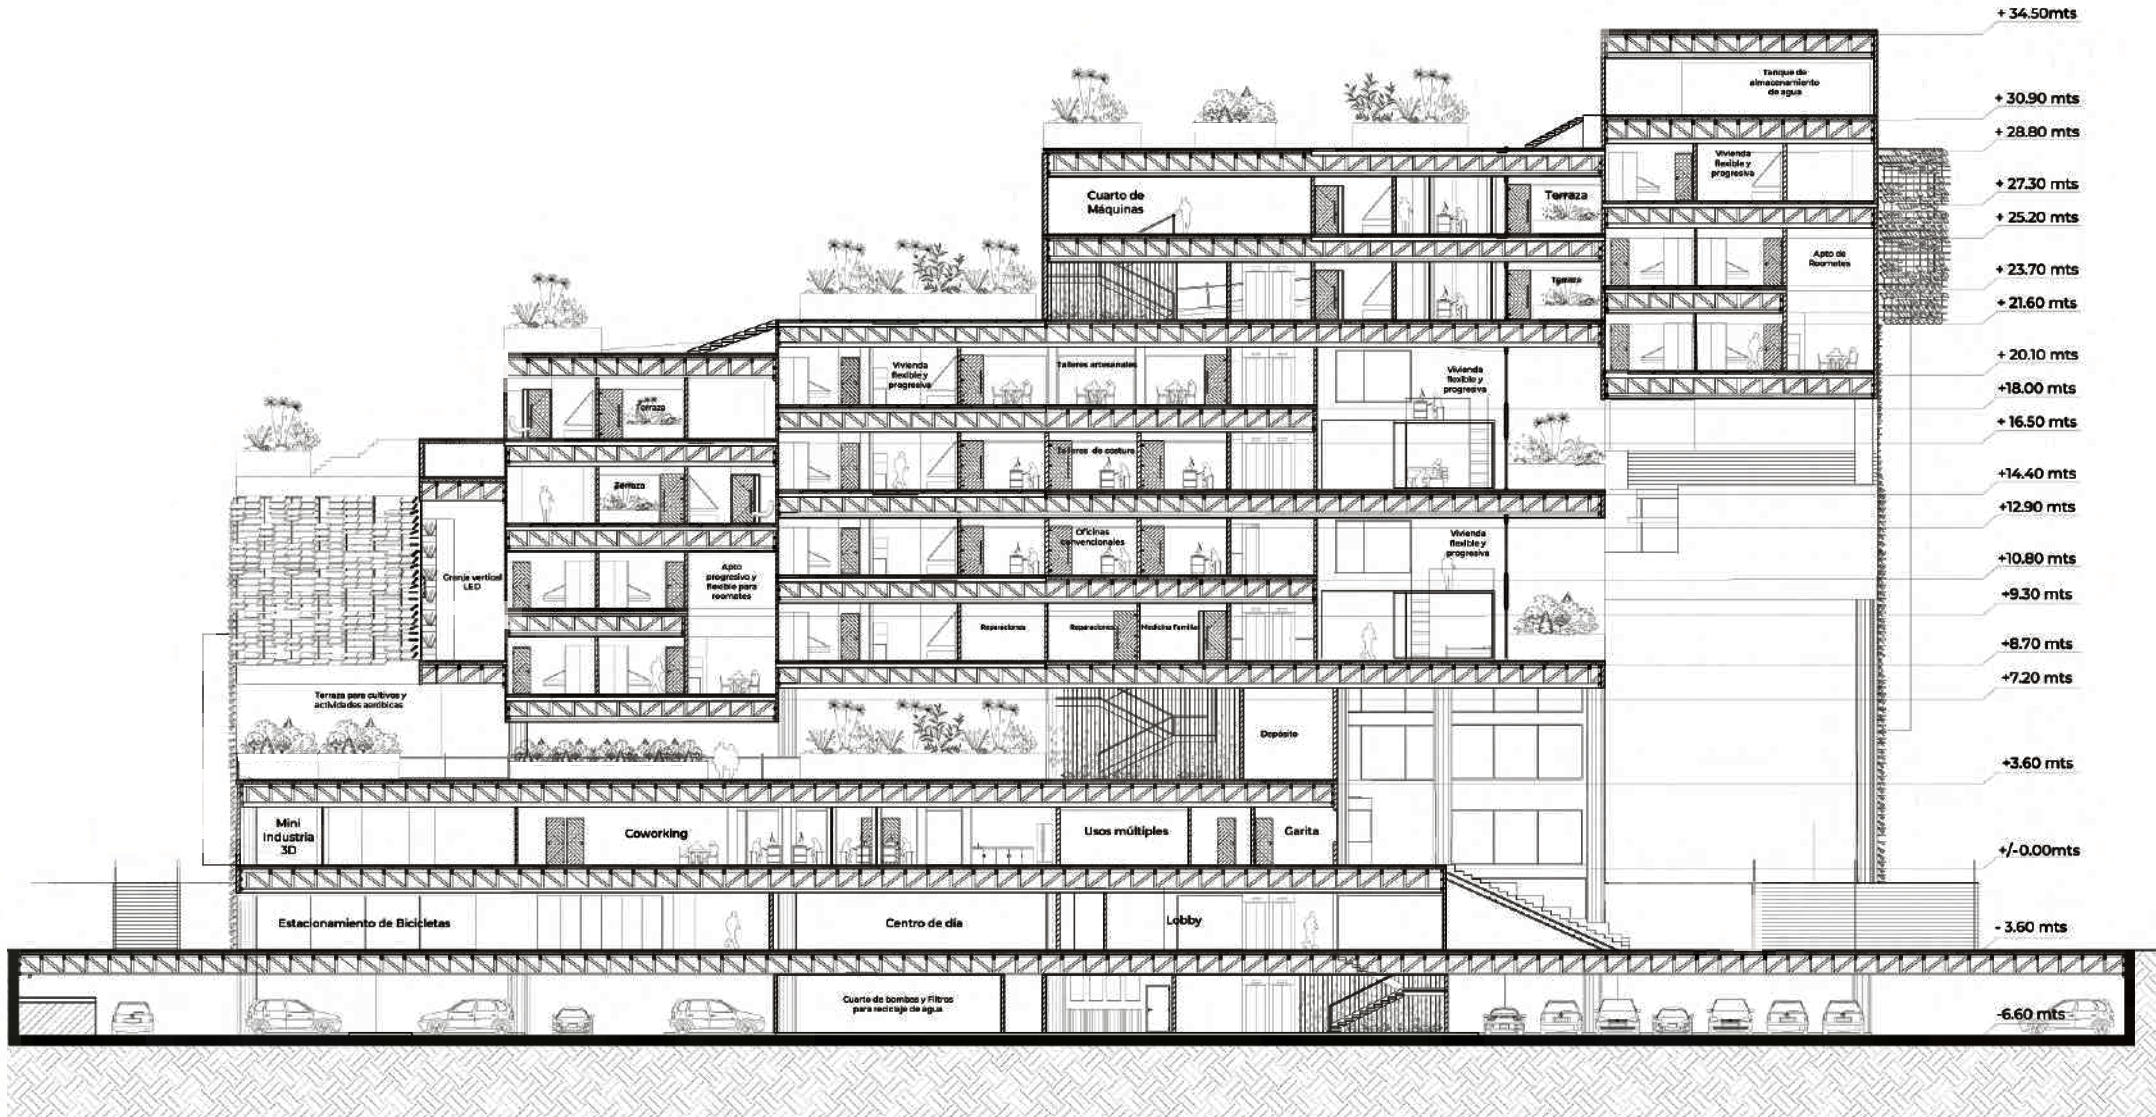 + 34.50mts
Tanque de
almacenamiento
de agua
+ 30.90 mts
+ 28.80 mts
Vivienda
flexible y
progresiva
Cuarto de
Máquinas
Terraza
+ 27.30 mts
+ 25.20 mts
Apto de
Roomates
+ 23.70 mts
Terraza
+ 21.60 mts
Vivienda
flexible y
progresiva
Talleres artesanales
Vivienda
flexible y
progresiva
+ 20.10 mts
+18.00 mts
Terraza
+ 16.50 mts
Talleres de costura
+14.40 mts
Terraza
+12.90 mts
Oficinas
convencionales
Vivienda
flexible y
progresiva
+10.80 mts
Granja vertical
LED
Apto
progresivo y
flexible para
roomates
+9.30 mts
Reparaciones
Reparaciones
Medicina Familiar
+8.70 mts
+7.20 mts
Terraza para cultivos y
actividades aeróbicas
Depósito
+3.60 mts
Mini
Industria
3D
Coworking
Usos múltiples
Garita
+/-0.00mts
Estacionamiento de Bicicletas
Centro de día
Lobby
- 3.60 mts
Cuarto de bombas y Filtros
para reciclaje de agua
-6.60 mts